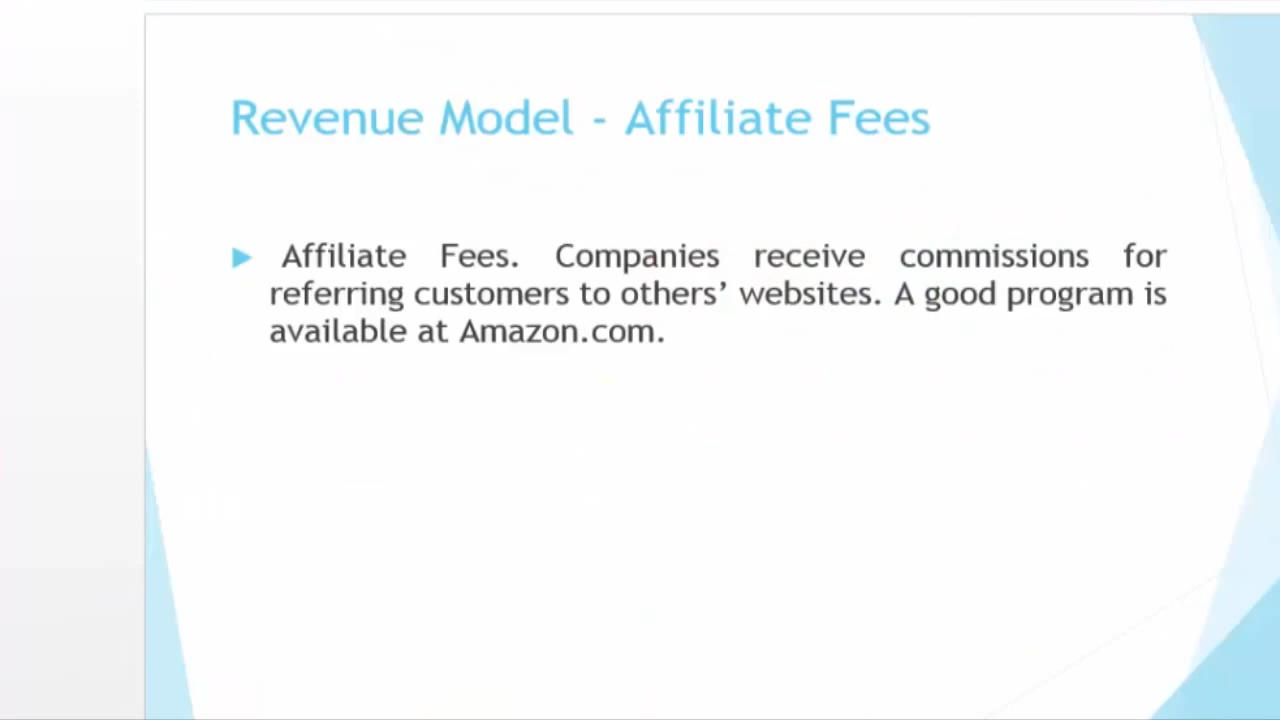 Revenue Model - Affiliate Fees
Affiliate Fees. Companies receive commissions for
referring customers to others’ websites. A good program is
available at Amazon.com.